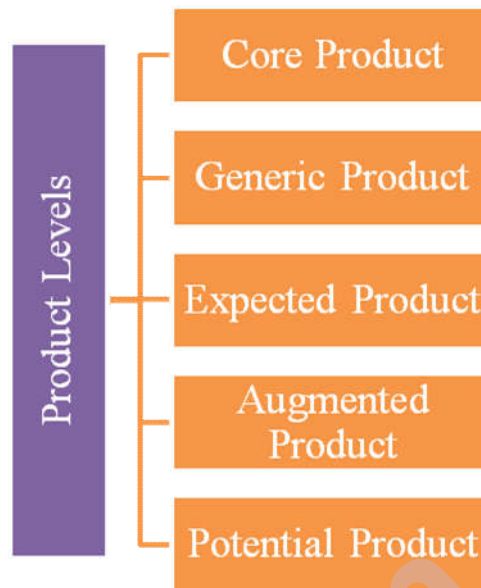 Product Levels
Core Product
Generic Product
Expected Product
Augmented
Product
Potential Product